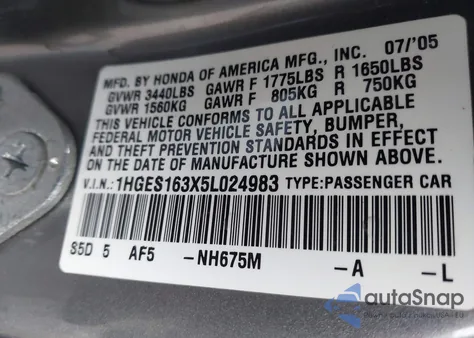 MFD. BY HONDA OF AMERICA MFG., INC. 07/'05
GVWR 3440LBS GAWR F 1775LBS R 1650LBS
GVWR 1560KG GAWR F 805KG R 750KG
THIS VEHICLE CONFORMS TO ALL APPLICABLE
FEDERAL MOTOR VEHICLE SAFETY, BUMPER,
AND THEFT PREVENTION STANDARDS IN EFFECT
ON THE DATE OF MANUFACTURE SHOWN ABOVE.
V.I.N.: 1HGES163X5L024983 TYPE:PASSENGER CAR
S5D 5 AF5 -NH675M -A -L
autoSnap